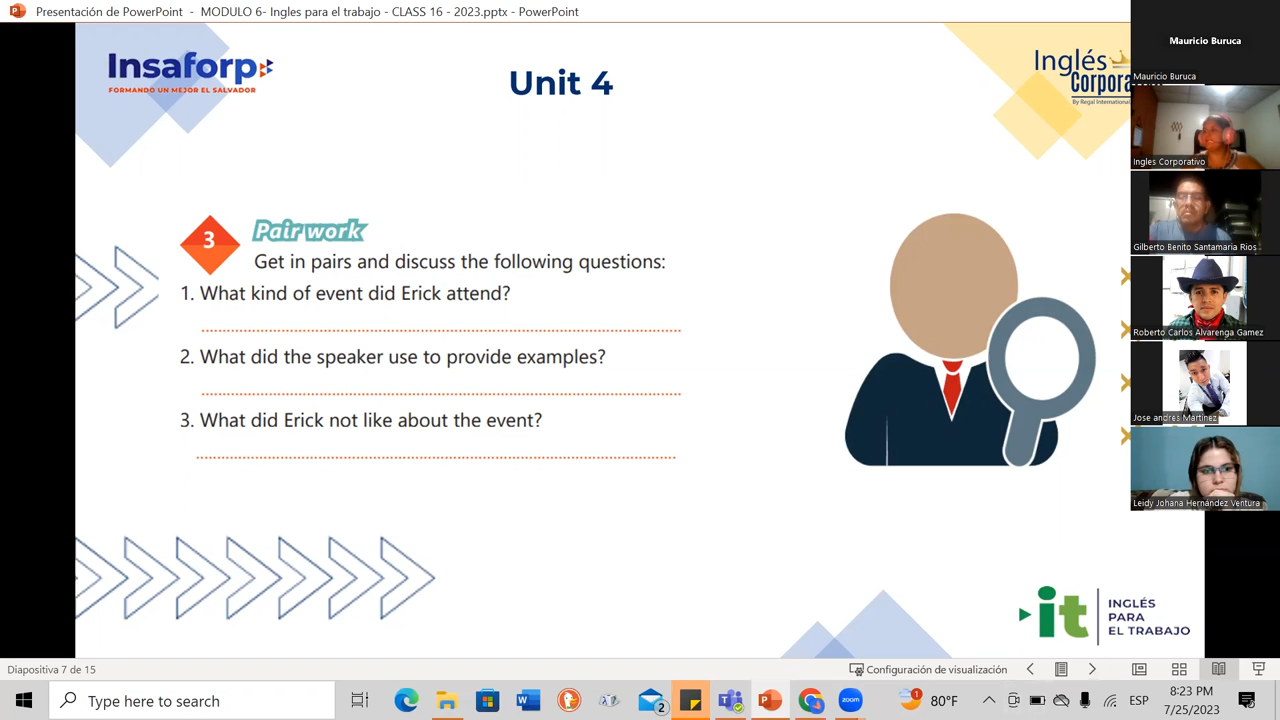 Presentación de PowerPoint - MODULO 6- Ingles para el trabajo - CLASS 16 - 2023.pptx - PowerPoint
Insaforp
FORMANDO UN MEJOR EL SALVADOR
Unit 4
Inglés
Corpora
By Regal International
3
Pair work
Get in pairs and discuss the following questions:
1. What kind of event did Erick attend?
2. What did the speaker use to provide examples?
3. What did Erick not like about the event?
it
INGLÉS
PARA
EL TRABAJO
Mauricio Buruca
Mauricio Buruca
Ingles Corporativo
Gilberto Benito Santamaria Rios
Roberto Carlos Alvarenga Gamez
Jose andres Martinez
Leidy Johana Hernández Ventura
Diapositiva 7 de 15
Configuración de visualización
Type here to search
2
1
80°F
ESP
8:23 PM
7/25/2023